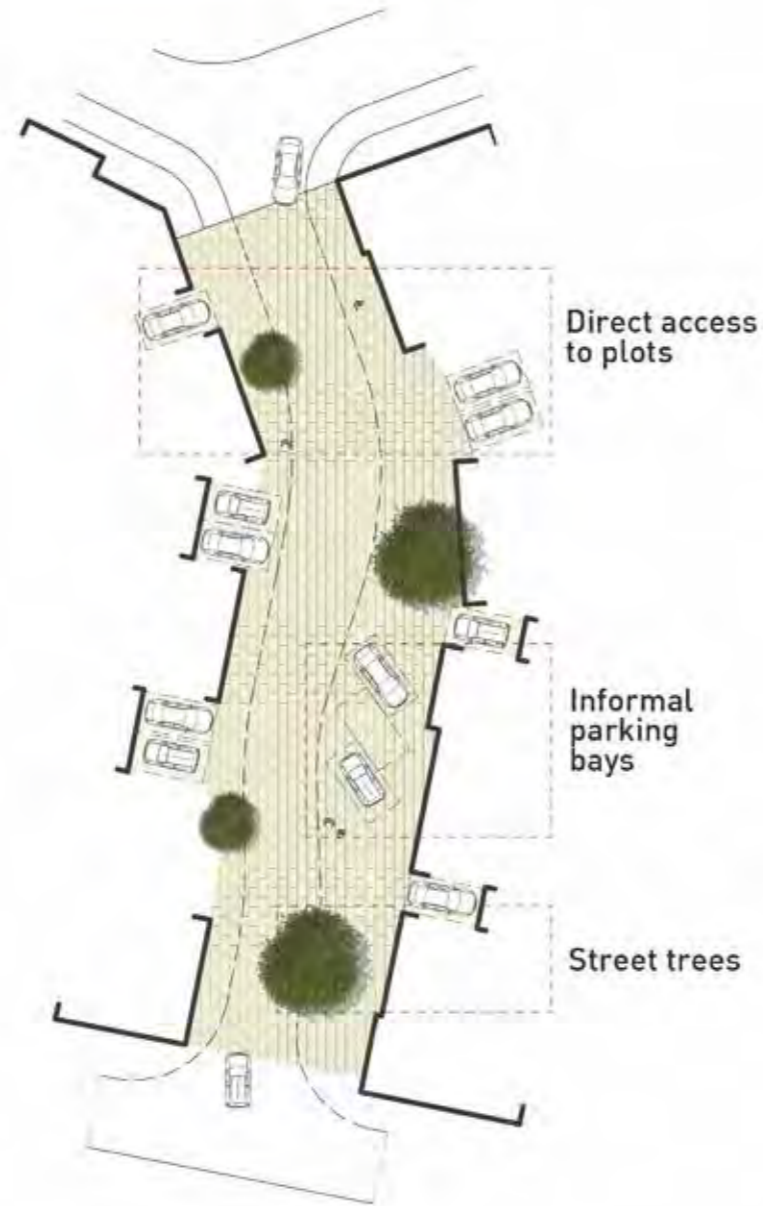 Direct access
to plots
Informal
parking
bays
Street trees